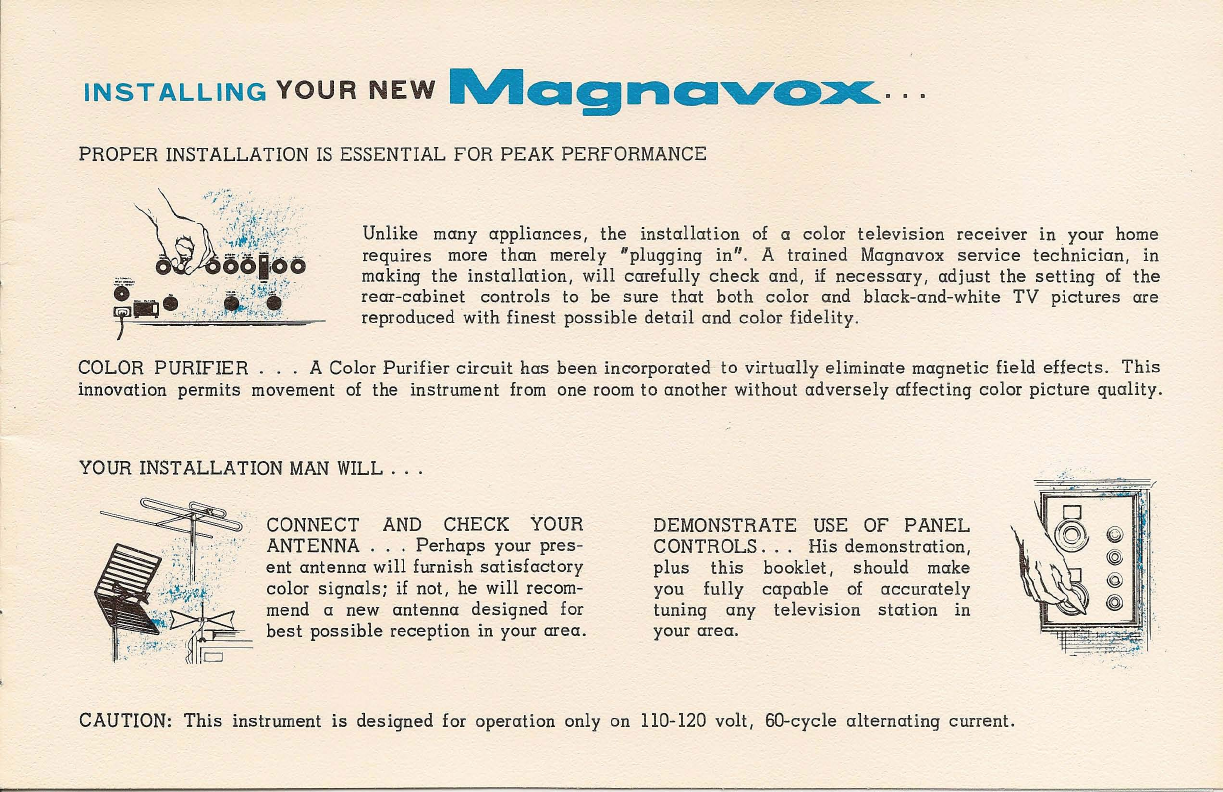 INSTALLING YOUR NEW Magnavox...
PROPER INSTALLATION IS ESSENTIAL FOR PEAK PERFORMANCE
Unlike many appliances, the installation of a color television receiver in your home
requires more than merely "plugging in". A trained Magnavox service technician, in
making the installation, will carefully check and, if necessary, adjust the setting of the
rear-cabinet controls to be sure that both color and black-and-white TV pictures are
reproduced with finest possible detail and color fidelity.
COLOR PURIFIER . . . A Color Purifier circuit has been incorporated to virtually eliminate magnetic field effects. This
innovation permits movement of the instrument from one room to another without adversely affecting color picture quality.
YOUR INSTALLATION MAN WILL . . .
CONNECT AND CHECK YOUR
ANTENNA . . . Perhaps your pres-
ent antenna will furnish satisfactory
color signals; if not, he will recom-
mend a new antenna designed for
best possible reception in your area.
DEMONSTRATE USE OF PANEL
CONTROLS. . . His demonstration,
plus this booklet, should make
you fully capable of accurately
tuning any television station in
your area.
CAUTION: This instrument is designed for operation only on 110-120 volt, 60-cycle alternating current.